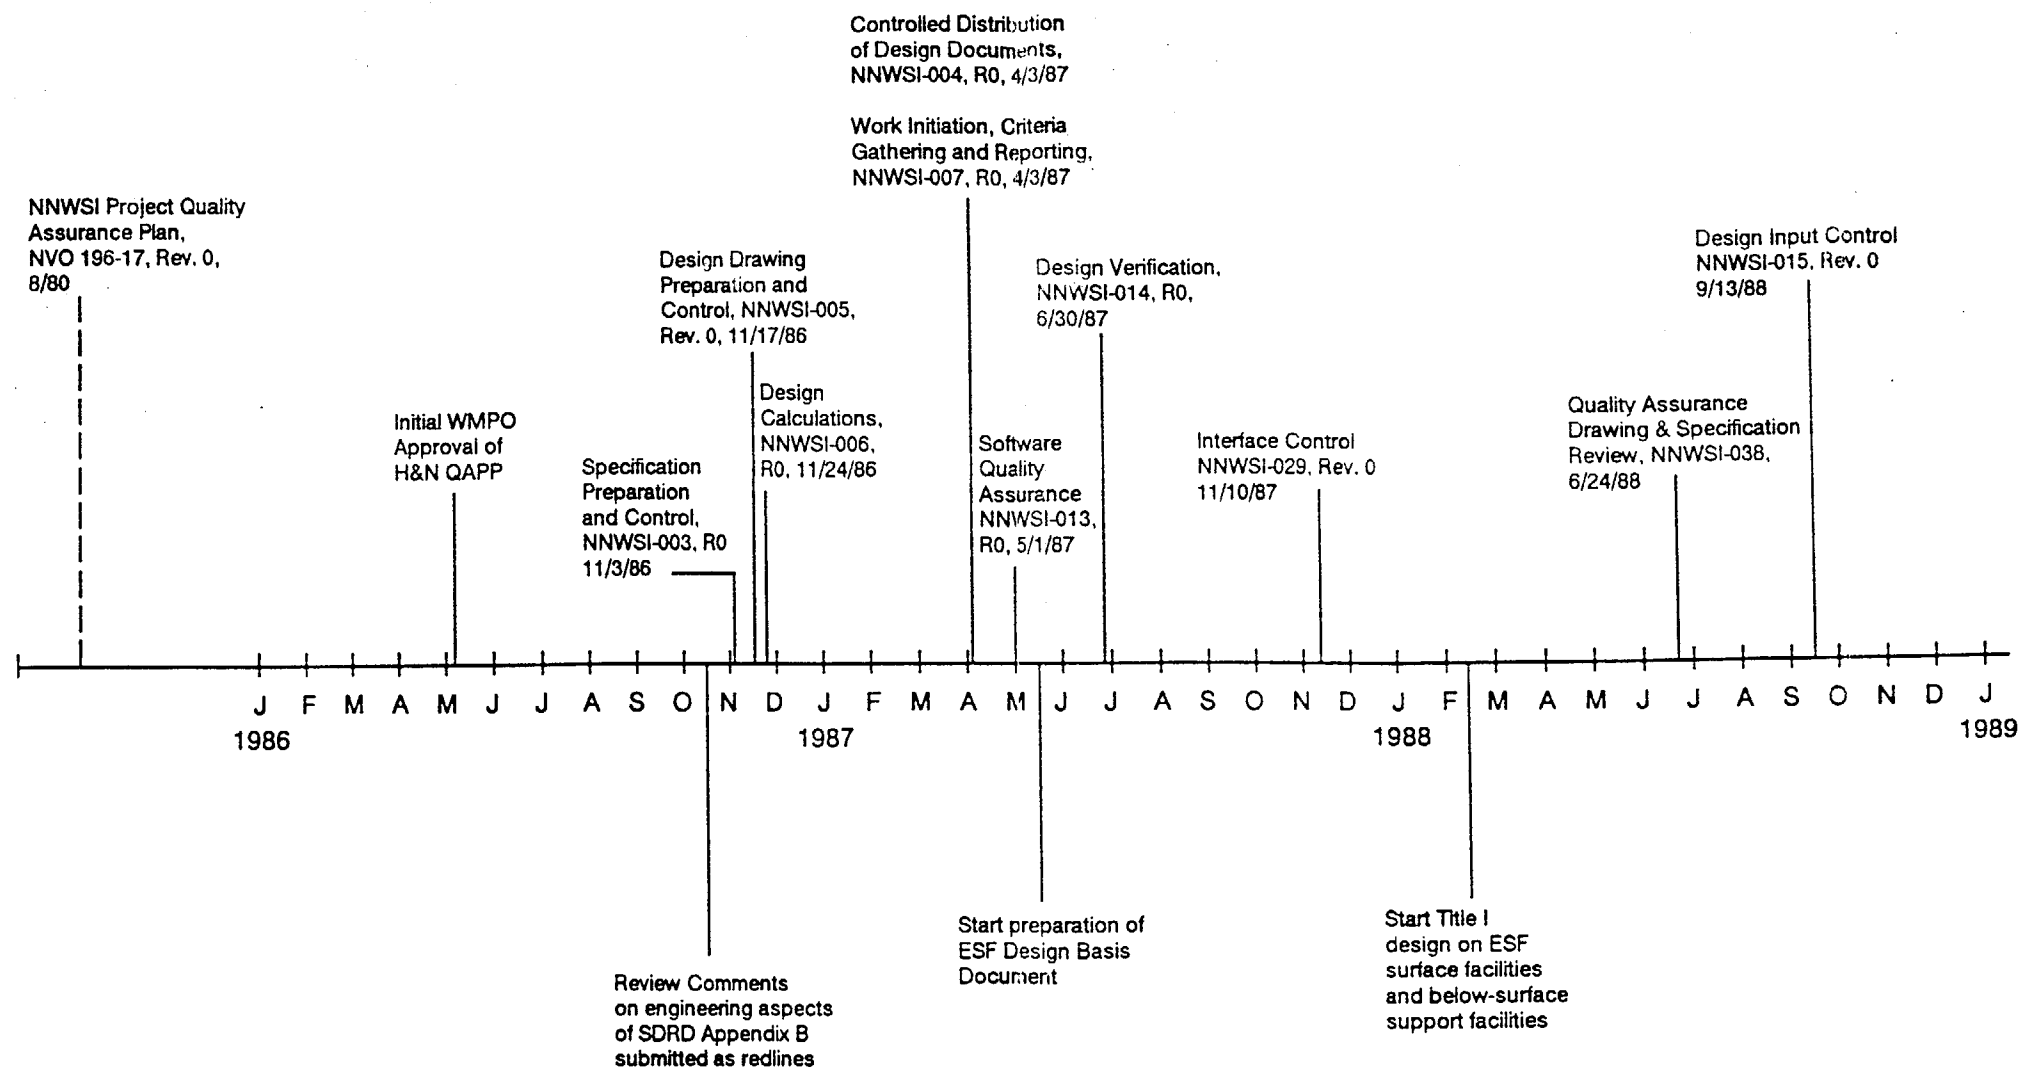 Controlled Distribution
of Design Documents,
NNWSI-004, R0, 4/3/87
Work Initiation, Criteria
Gathering and Reporting,
NNWSI-007, R0, 4/3/87
NNWSI Project Quality
Assurance Plan,
NVO 196-17, Rev. 0,
8/80
Initial WMPO
Approval of
H&N QAPP
Specification
Preparation
and Control,
NNWSI-003, R0
11/3/86
Design Drawing
Preparation and
Control, NNWSI-005,
Rev. 0, 11/17/86
Design
Calculations,
NNWSI-006,
R0, 11/24/86
Software
Quality
Assurance
NNWSI-013,
R0, 5/1/87
Design Verification,
NNWSI-014, R0,
6/30/87
Interface Control
NNWSI-029, Rev. 0
11/10/87
Quality Assurance
Drawing & Specification
Review, NNWSI-038,
6/24/88
Design Input Control
NNWSI-015, Rev. 0
9/13/88
J F M A M J J A S O N D J F M A M J J A S O N D J F M A M J J A S O N D J
1986 1987 1988 1989
Review Comments
on engineering aspects
of SDRD Appendix B
submitted as redlines
Start preparation of
ESF Design Basis
Document
Start Title I
design on ESF
surface facilities
and below-surface
support facilities